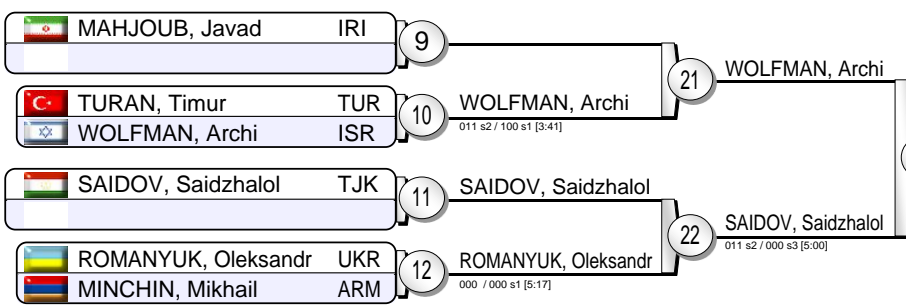 MAHJOUB, Javad IRI
9
TURAN, Timur TUR
WOLFMAN, Archi ISR
10
WOLFMAN, Archi
011 s2 / 100 s1 [3:41]
21
WOLFMAN, Archi
SAIDOV, Saidzhalol TJK
11
SAIDOV, Saidzhalol
ROMANYUK, Oleksandr UKR
MINCHIN, Mikhail ARM
12
ROMANYUK, Oleksandr
000 / 000 s1 [5:17]
22
SAIDOV, Saidzhalol
011 s2 / 000 s3 [5:00]